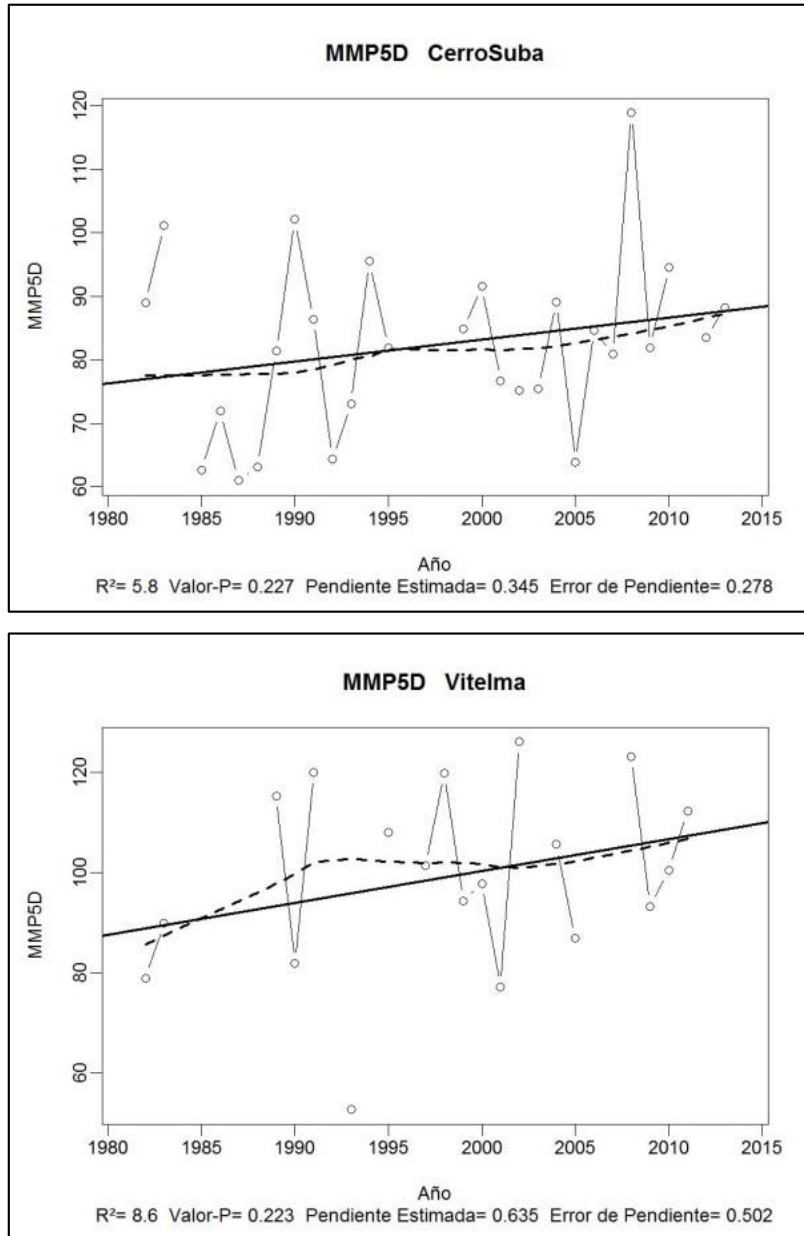 MMP5D CerroSuba
MMP5D
120
110
100
90
80
70
60
1980 1985 1990 1995 2000 2005 2010 2015
Año
R²= 5.8 Valor-P= 0.227 Pendiente Estimada= 0.345 Error de Pendiente= 0.278
MMP5D Vitelma
MMP5D
120
100
80
60
1980 1985 1990 1995 2000 2005 2010 2015
Año
R²= 8.6 Valor-P= 0.223 Pendiente Estimada= 0.635 Error de Pendiente= 0.502